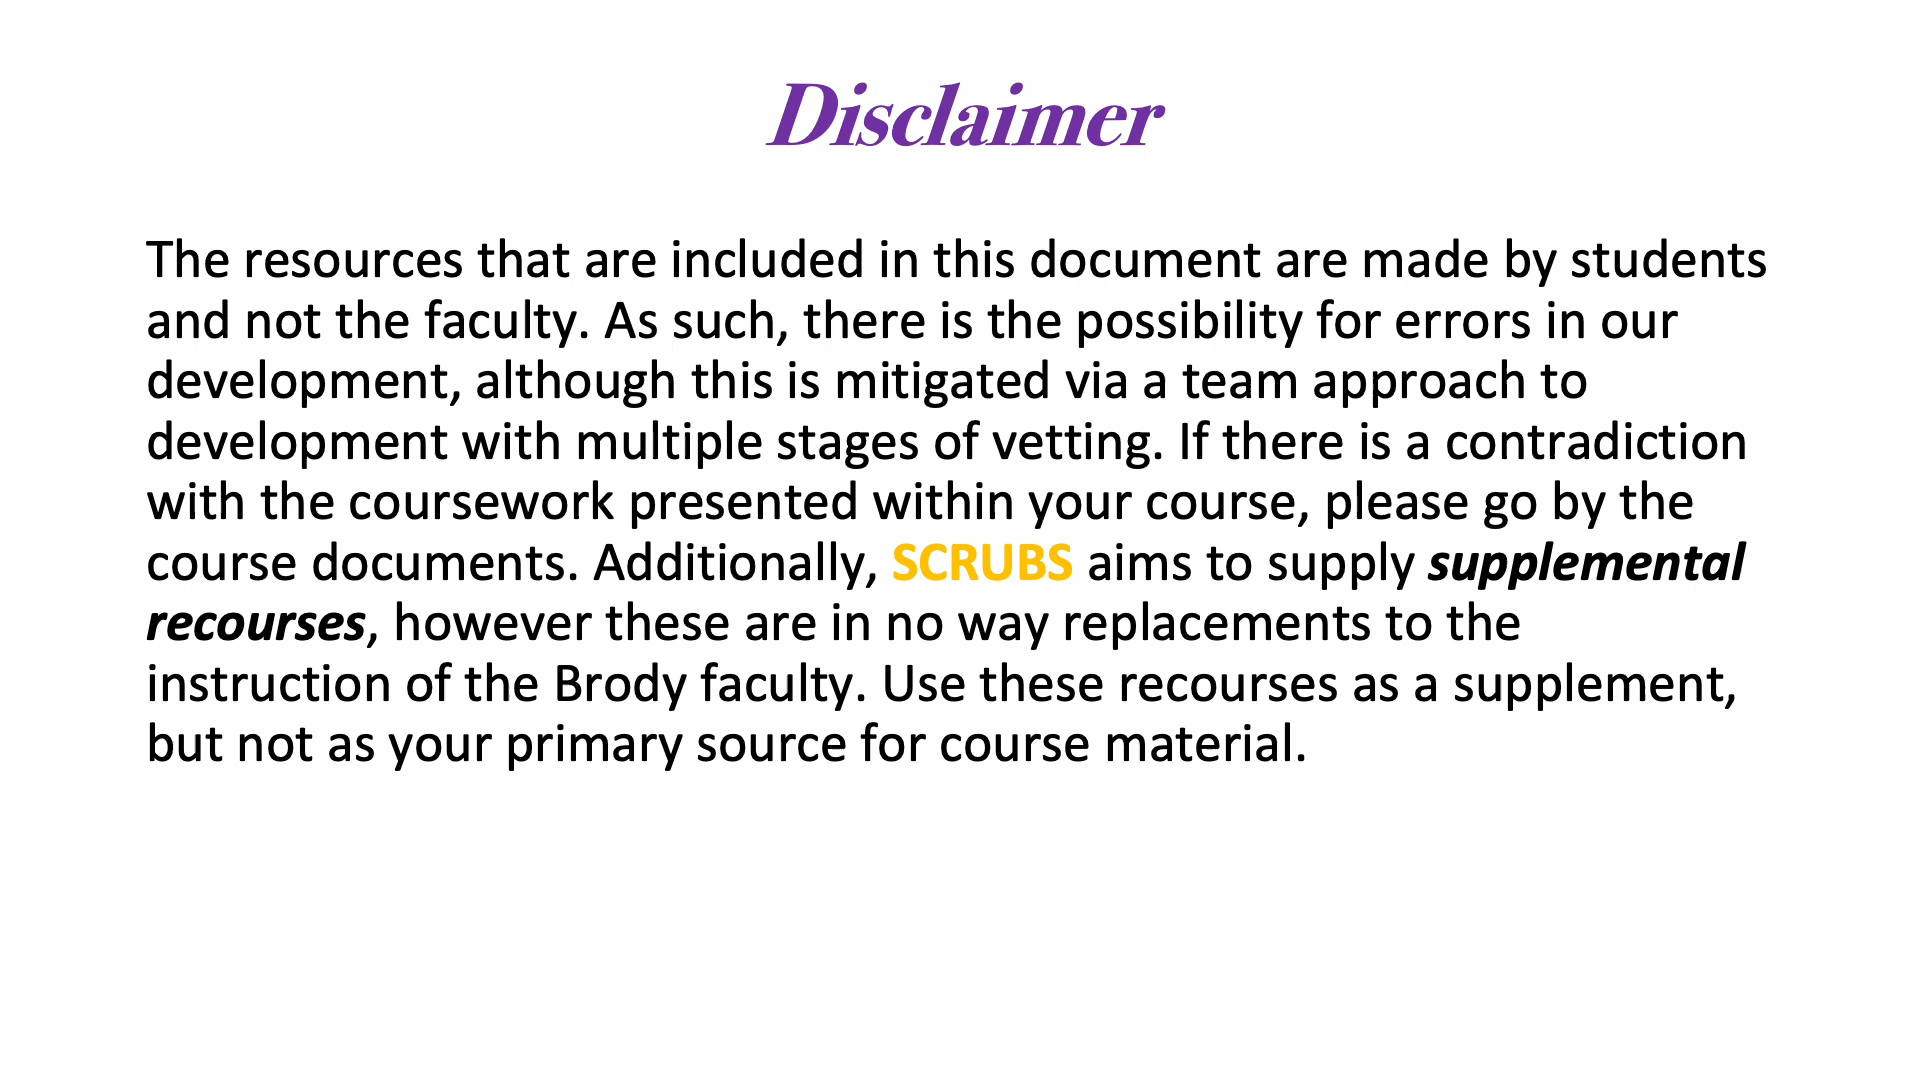 Disclaimer
The resources that are included in this document are made by students
and not the faculty. As such, there is the possibility for errors in our
development, although this is mitigated via a team approach to
development with multiple stages of vetting. If there is a contradiction
with the coursework presented within your course, please go by the
course documents. Additionally, SCRUBS aims to supply supplemental
recourses, however these are in no way replacements to the
instruction of the Brody faculty. Use these recourses as a supplement,
but not as your primary source for course material.